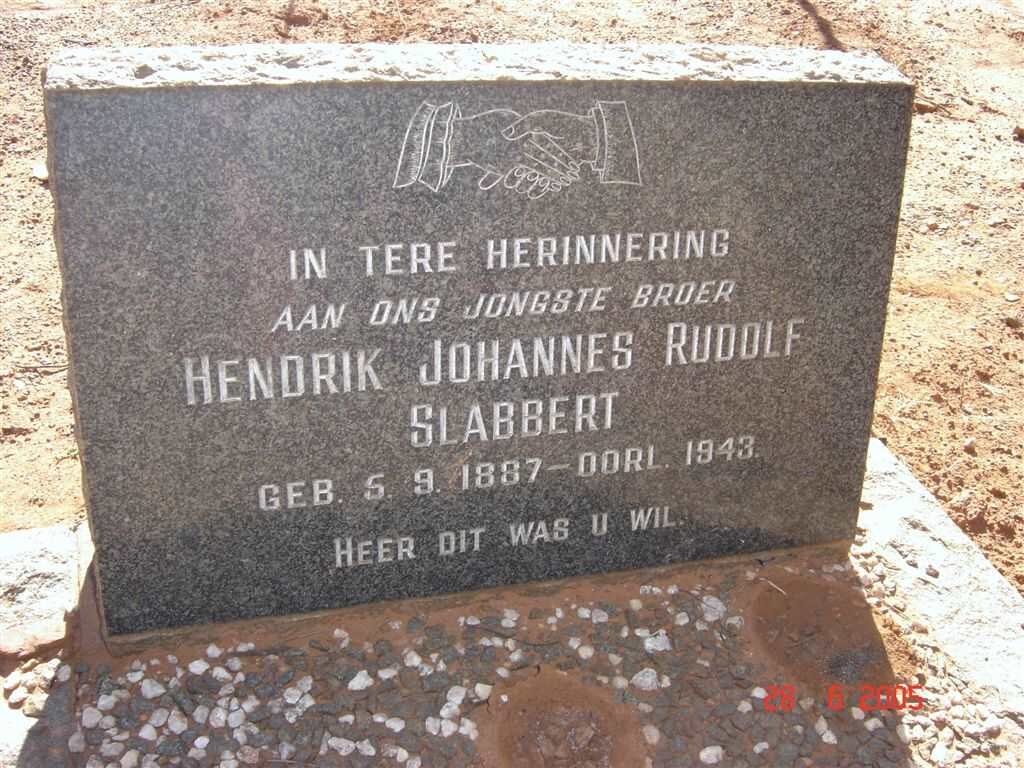 IN TERE HERINNERING
AAN ONS JONGSTE BROER
HENDRIK JOHANNES RUDOLF
SLABBERT
GEB. 5. 9. 1887 – OORL. 1943.
HEER DIT WAS U WIL.
28 6 2005